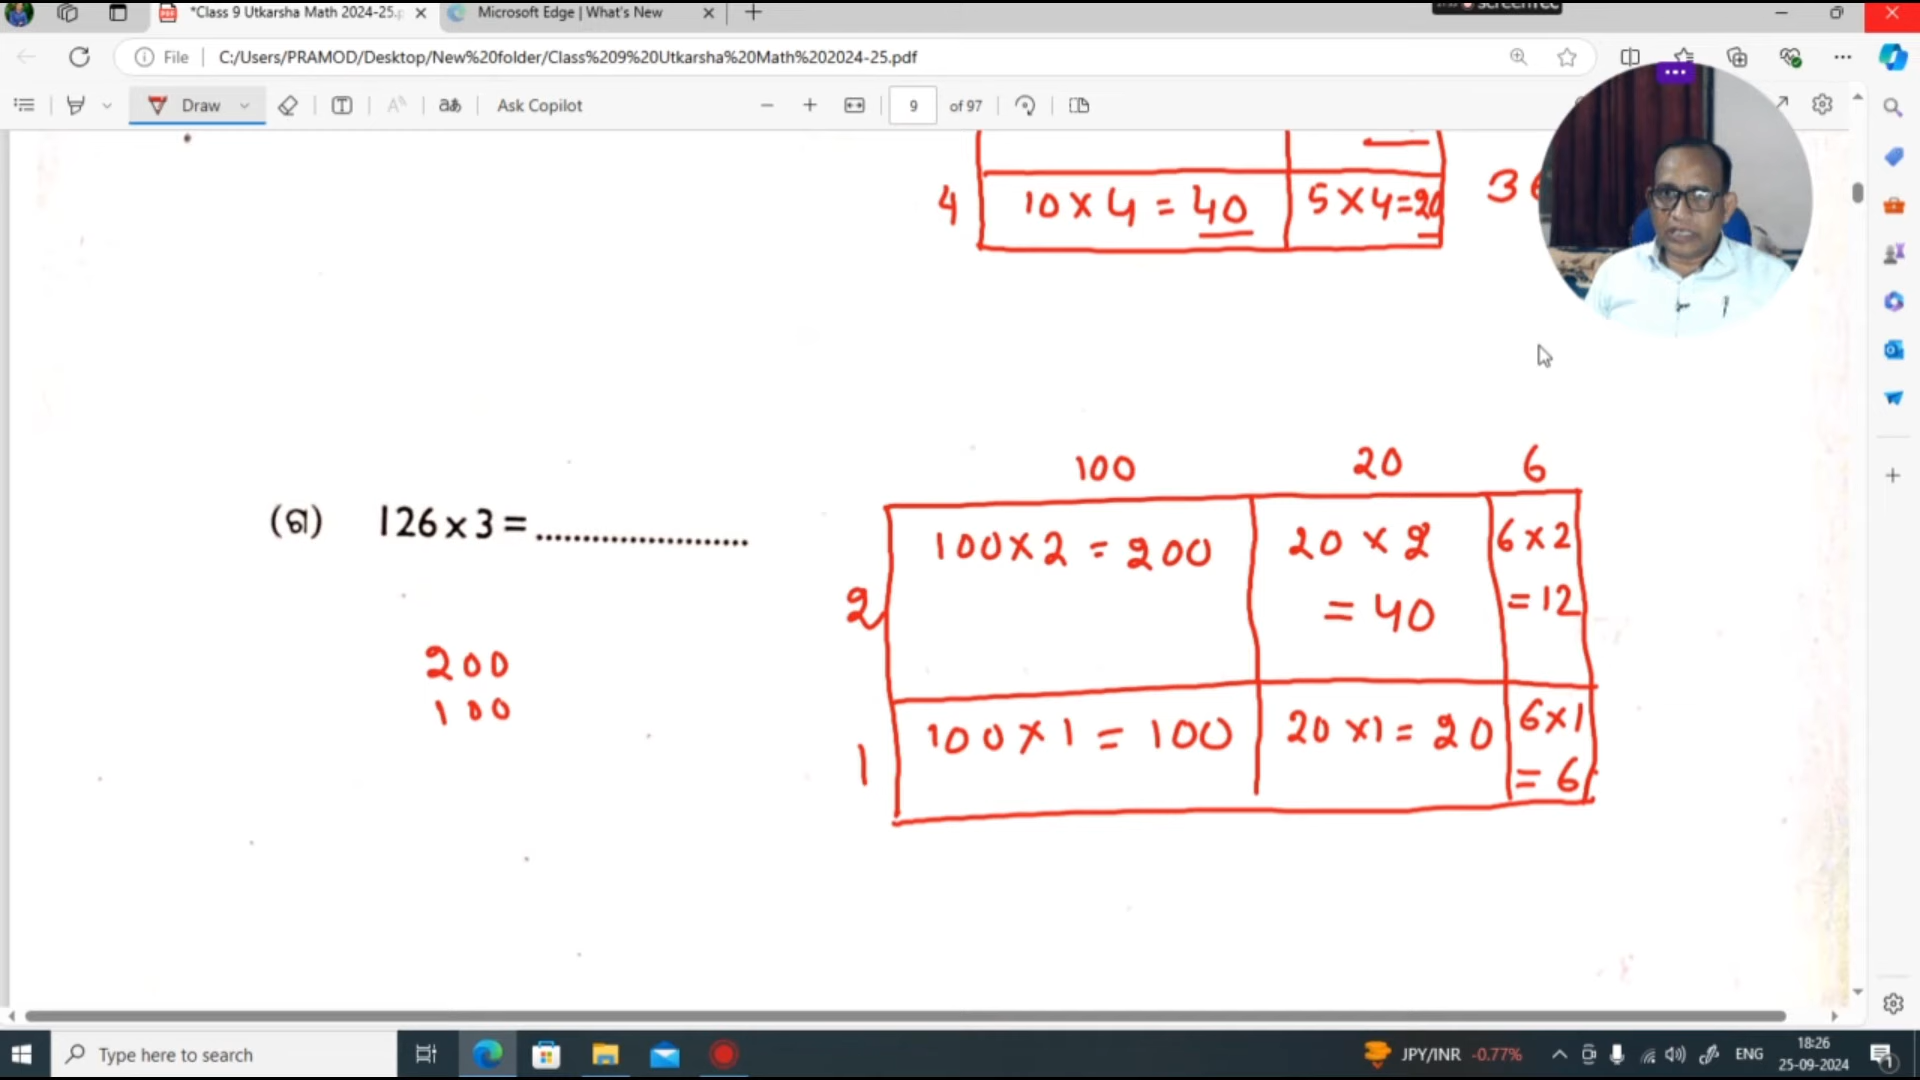 *Class 9 Utkarsha Math 2024-25.p
Microsoft Edge | What's New
File
C:/Users/PRAMOD/Desktop/New%20folder/Class%209%20Utkarsha%20Math%202024-25.pdf
Draw
Ask Copilot
9 of 97
4
10 x 4 = 40
5 x 4 = 20
100
20
6
(ଗ) 126 x 3 = ......................
2
100 x 2 = 200
20 x 2
= 40
6 x 2
= 12
200
100
1
100 x 1 = 100
20 x 1 = 20
6 x 1
= 6
Type here to search
JPY/INR -0.77%
ENG
18:26
25-09-2024